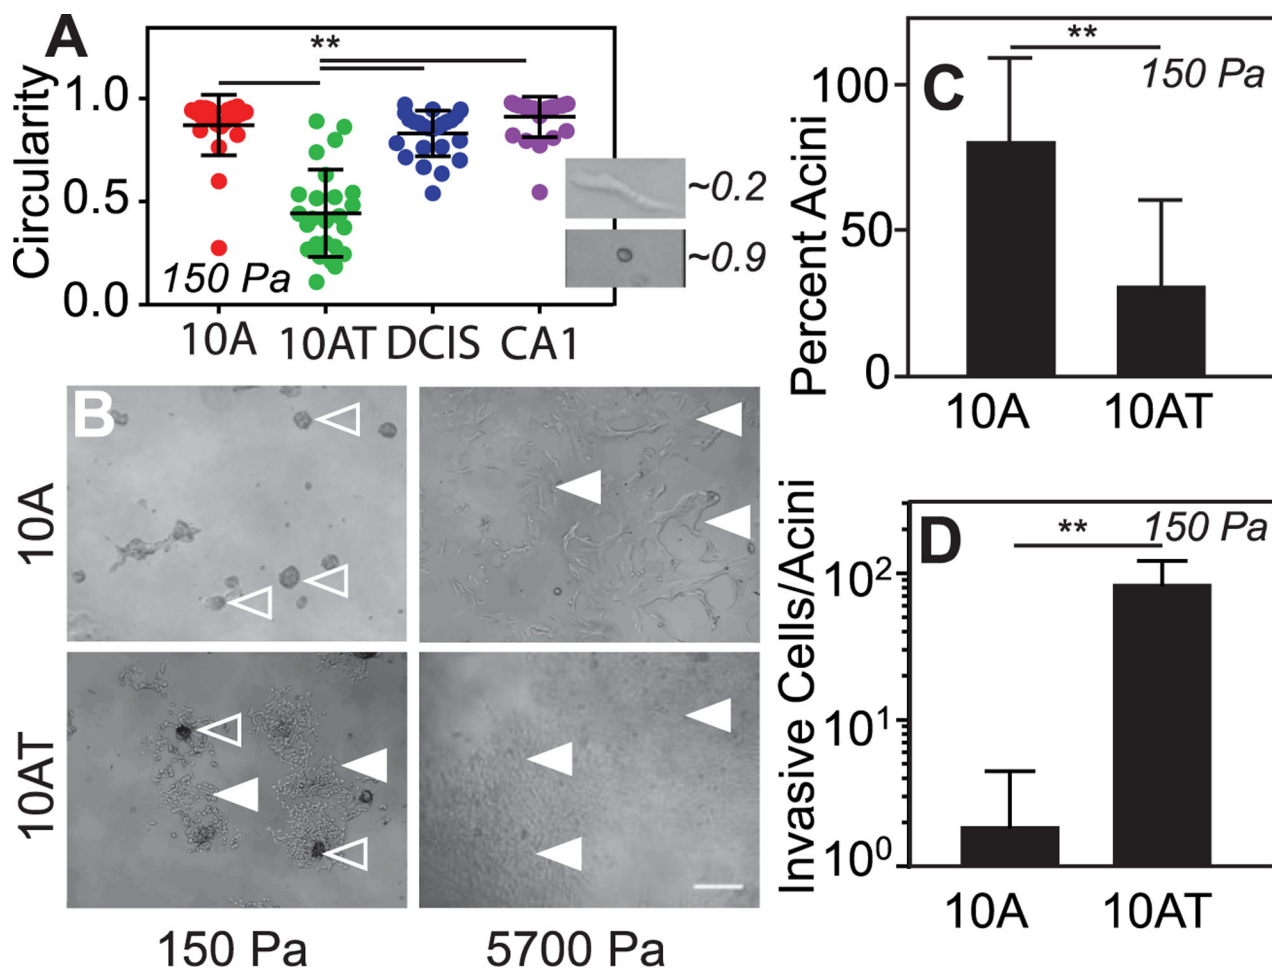 A
**
Circularity
1.0
0.5
0.0
150 Pa
~0.2
~0.9
10A
10AT
DCIS
CA1
B
10A
10AT
150 Pa
5700 Pa
C
**
150 Pa
Percent Acini
100
50
0
10A
10AT
D
**
150 Pa
Invasive Cells/Acini
10²
10¹
10⁰
10A
10AT